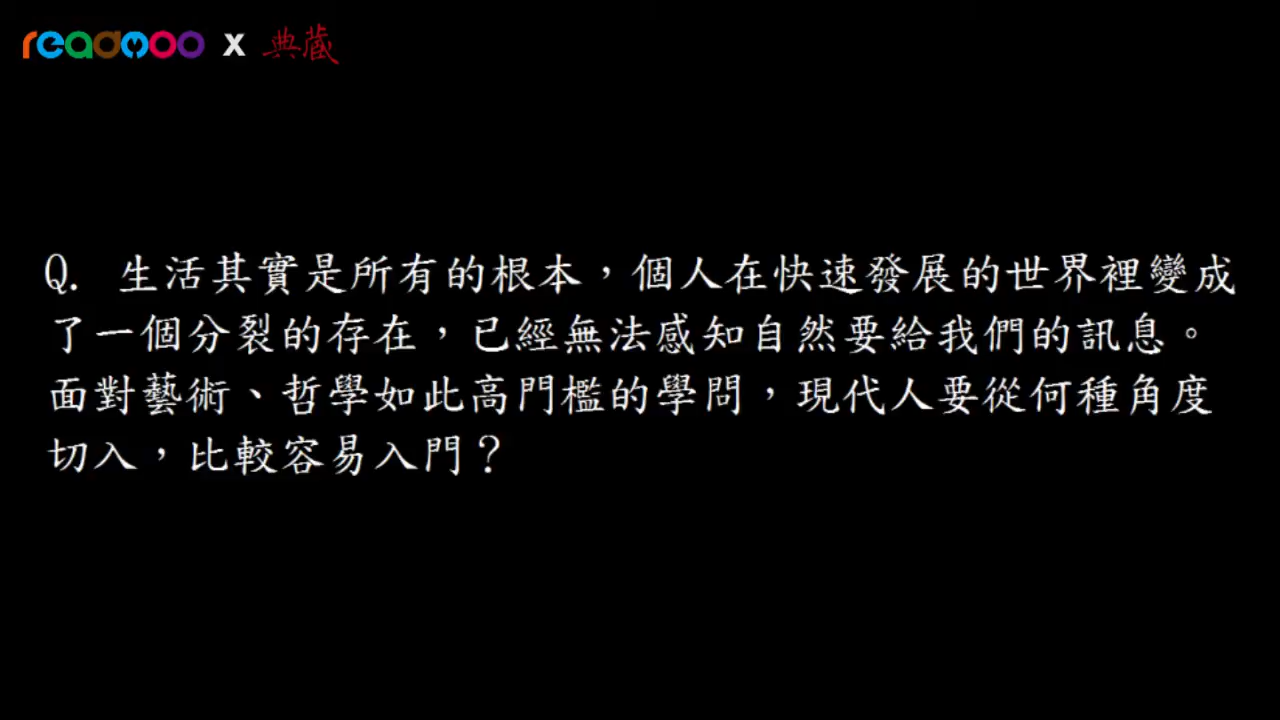 readmoo x 典藏
Q. 生活其實是所有的根本，個人在快速發展的世界裡變成
了一個分裂的存在，已經無法感知自然要給我們的訊息。
面對藝術、哲學如此高門檻的學問，現代人要從何種角度
切入，比較容易入門？